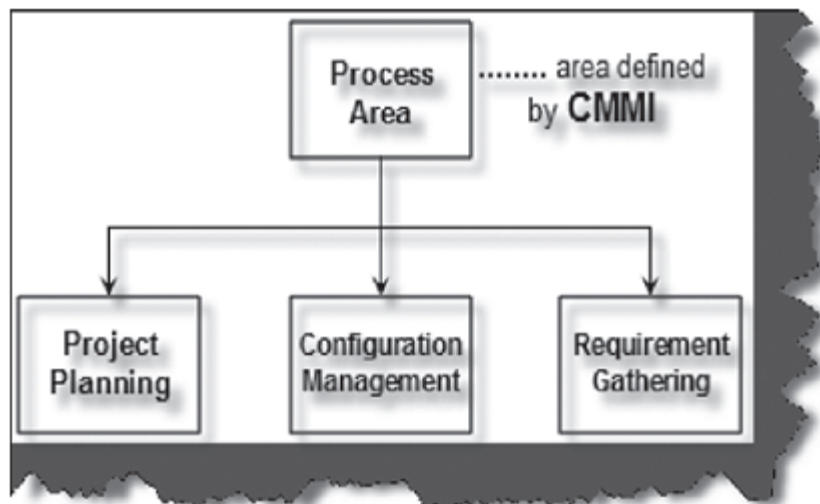 Process
Area
........ area defined
by CMMI
Project
Planning
Configuration
Management
Requirement
Gathering